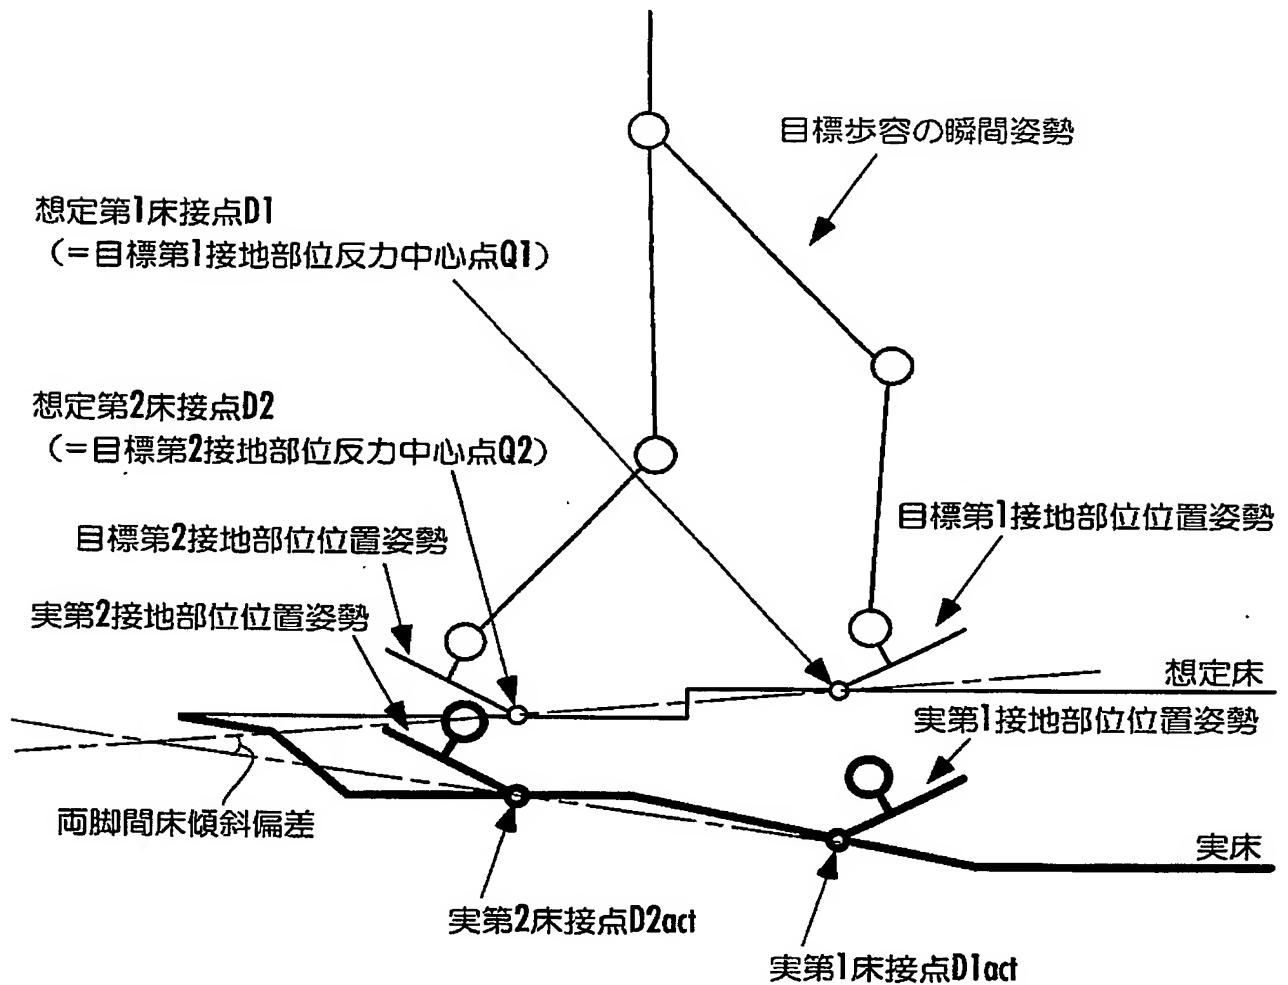 目標歩容の瞬間姿勢
想定第1床接点D1
(=目標第1接地部位反力中心点Q1)
想定第2床接点D2
(=目標第2接地部位反力中心点Q2)
目標第1接地部位位置姿勢
目標第2接地部位位置姿勢
実第2接地部位位置姿勢
想定床
実第1接地部位位置姿勢
両脚間床傾斜偏差
実床
実第2床接点D2act
実第1床接点D1act